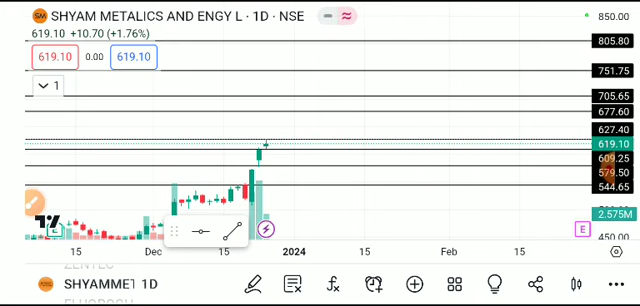 SM SHYAM METALICS AND ENGY L · 1D · NSE
619.10 +10.70 (+1.76%)
619.10 0.00 619.10
1
850.00
805.80
751.75
705.65
677.60
627.40
619.10
609.25
579.50
544.65
2.575M
450.00
E
15 Dec 15 2024 15 Feb 15
ZENTEC
SHYAMMET 1D